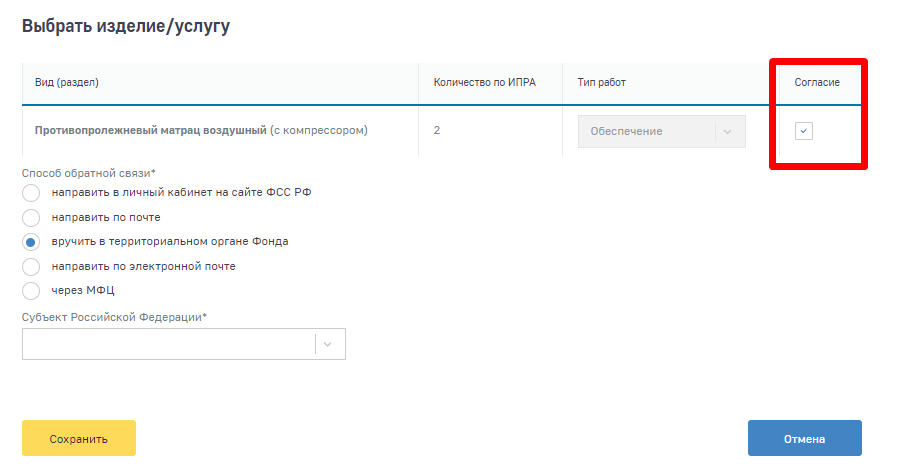 Выбрать изделие/услугу
Вид (раздел) Количество по ИПРА Тип работ Согласие
Противопролежневый матрац воздушный (с компрессором) 2 Обеспечение
Способ обратной связи*
направить в личный кабинет на сайте ФСС РФ
направить по почте
вручить в территориальном органе Фонда
направить по электронной почте
через МФЦ
Субъект Российской Федерации*
Сохранить Отмена